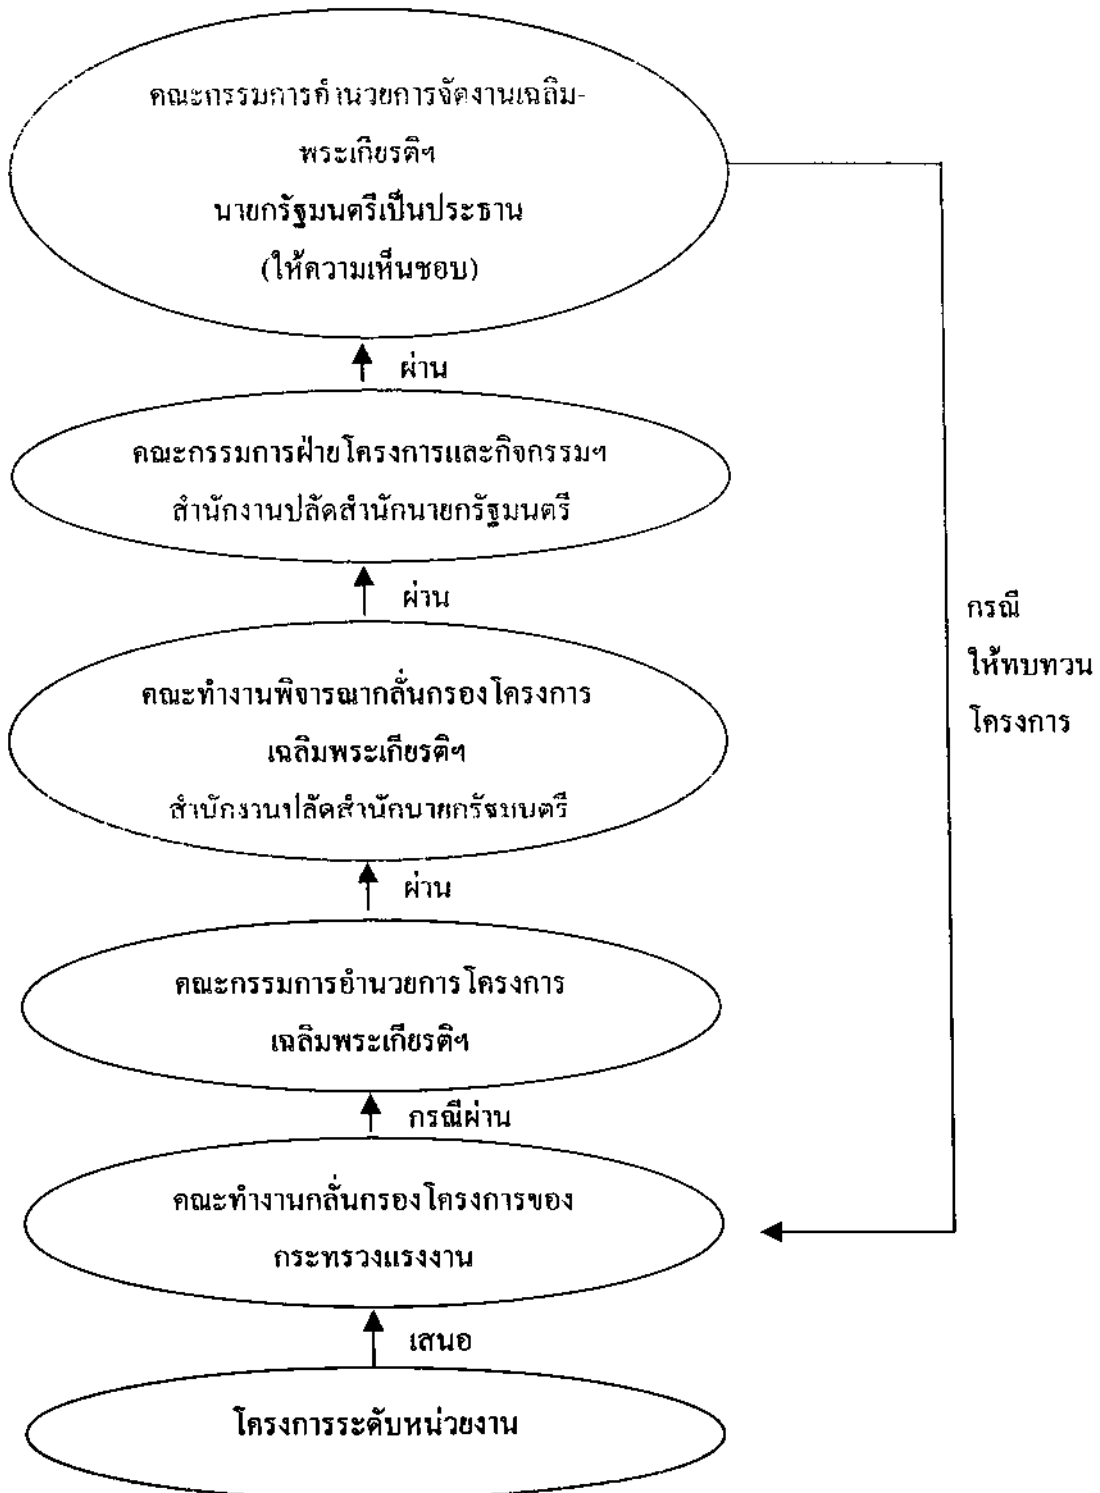 คณะกรรมการอำนวยการจัดงานเฉลิม-
พระเกียรติฯ
นายกรัฐมนตรีเป็นประธาน
(ให้ความเห็นชอบ)
ผ่าน
คณะกรรมการฝ่ายโครงการและกิจกรรมฯ
สำนักงานปลัดสำนักนายกรัฐมนตรี
ผ่าน
กรณี
ให้ทบทวน
โครงการ
คณะทำงานพิจารณากลั่นกรองโครงการ
เฉลิมพระเกียรติฯ
สำนักงานปลัดสำนักนายกรัฐมนตรี
ผ่าน
คณะกรรมการอำนวยการโครงการ
เฉลิมพระเกียรติฯ
กรณีผ่าน
คณะทำงานกลั่นกรองโครงการของ
กระทรวงแรงงาน
เสนอ
โครงการระดับหน่วยงาน